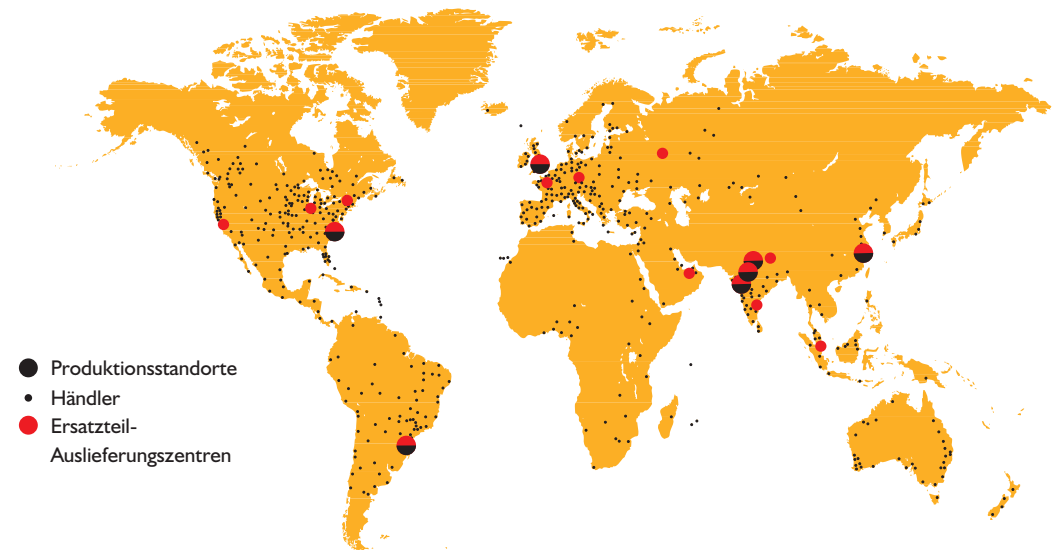 Produktionsstandorte
Händler
Ersatzteil-
Auslieferungszentren